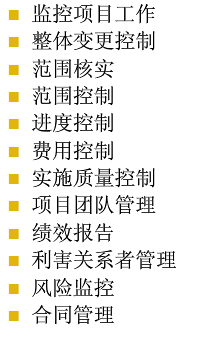 监控项目工作
整体变更控制
范围核实
范围控制
进度控制
费用控制
实施质量控制
项目团队管理
绩效报告
利害关系者管理
风险监控
合同管理